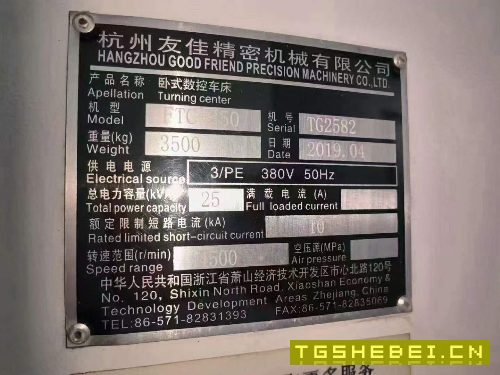 杭州友佳精密机械有限公司
HANGZHOU GOOD FRIEND PRECISION MACHINERY CO., LTD.
产品名称 卧式数控车床
Apellation Turning center
机型 机号
Model FTC 50 Serial TG2582
重量(kg) 日期
Weight 3500 Date 2019.04
供电电源
Electrical source 3/PE 380V 50Hz
总电力容量(kVA) 25 满载电流(A)
Total power capacity Full loaded current
额定限制短路电流(kA)
Rated limited short-circuit current 10
转速范围(r/min) 空压源(MPa)
Speed range 4500 Air pressure
中华人民共和国浙江省萧山经济技术开发区市心北路120号
No. 120, Shixin North Road, Xiaoshan Economy &
Technology Development Areas Zhejiang, China
TEL:86-571-82831393 FAX:86-571-82835069
TGSHEBEI.CN